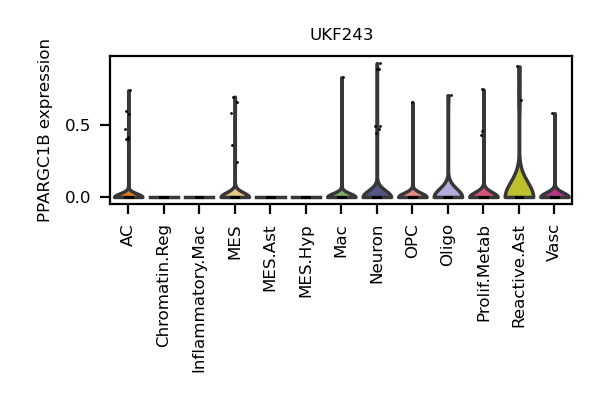 UKF243
PPARGC1B expression
0.5
0.0
AC
Chromatin.Reg
Inflammatory.Mac
MES
MES.Ast
MES.Hyp
Mac
Neuron
OPC
Oligo
Prolif.Metab
Reactive.Ast
Vasc